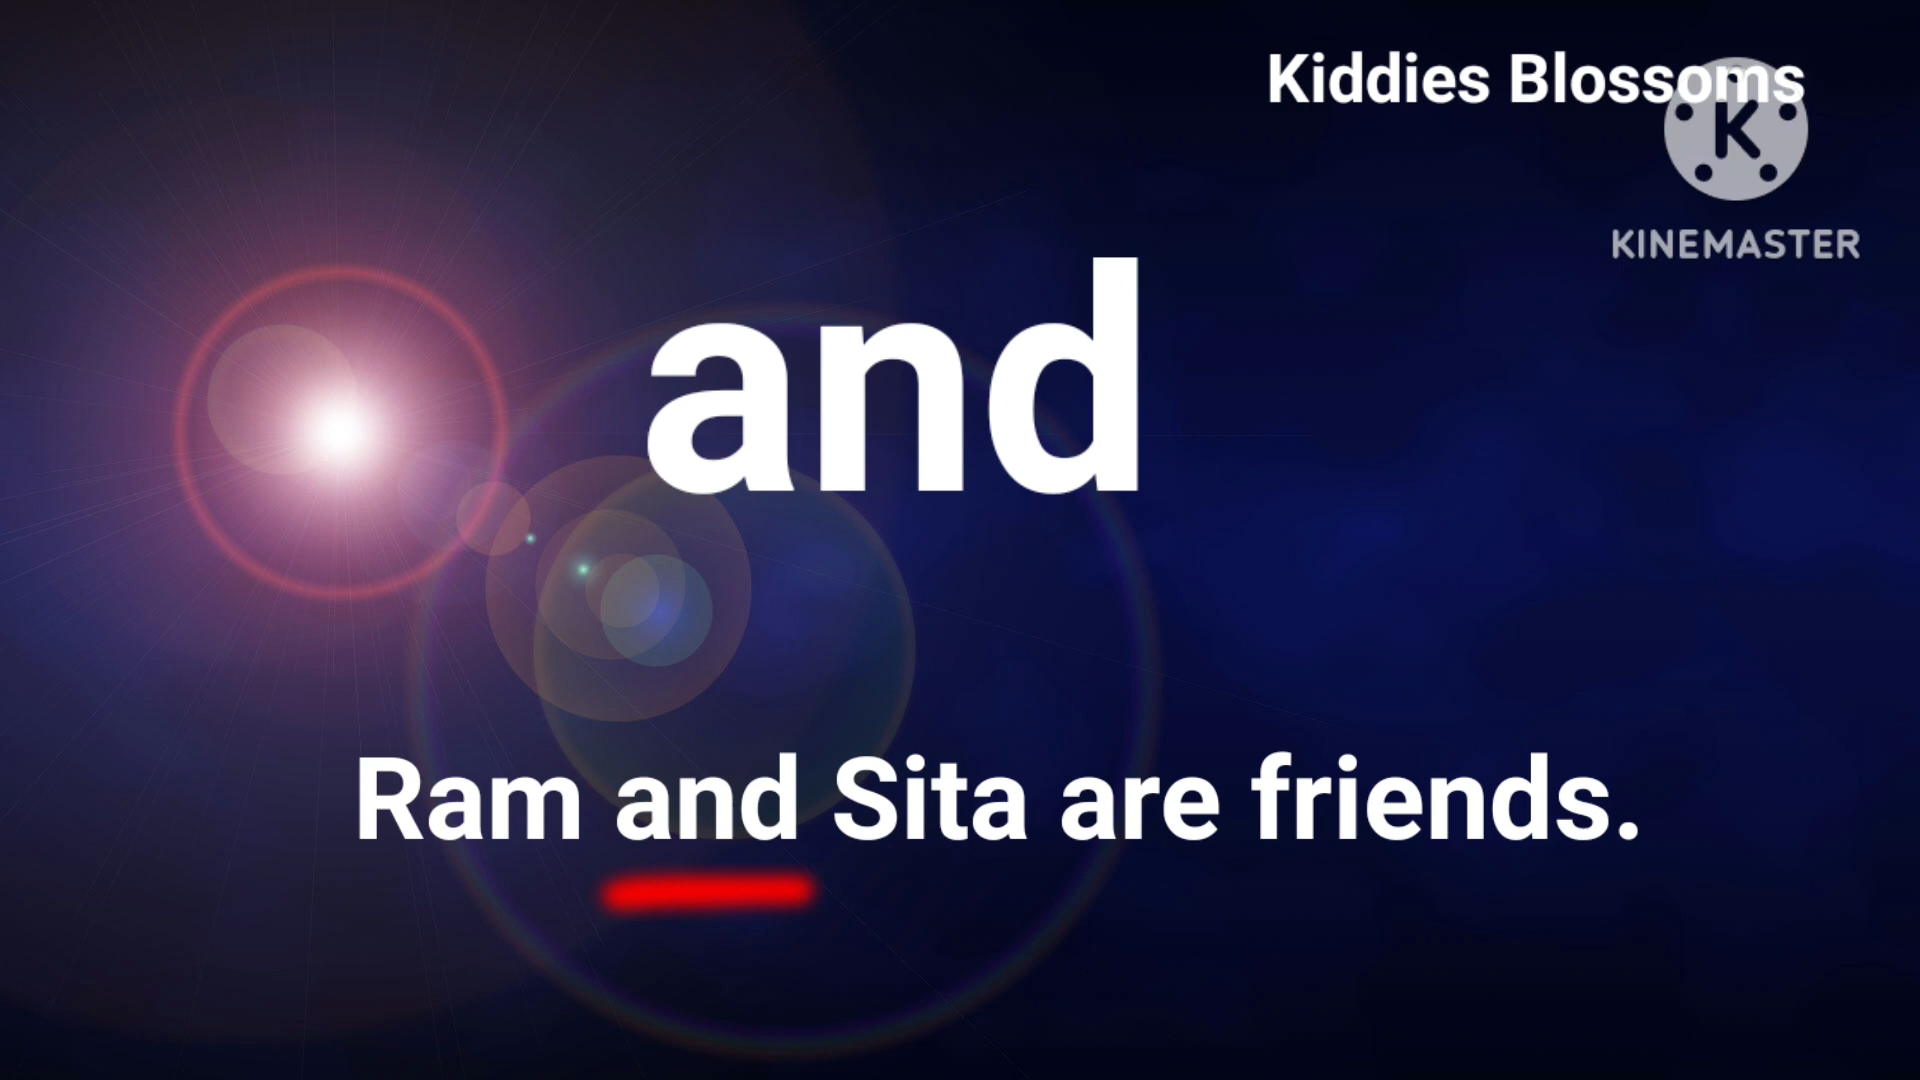 Kiddies Blossoms
K
KINEMASTER
and
Ram and Sita are friends.